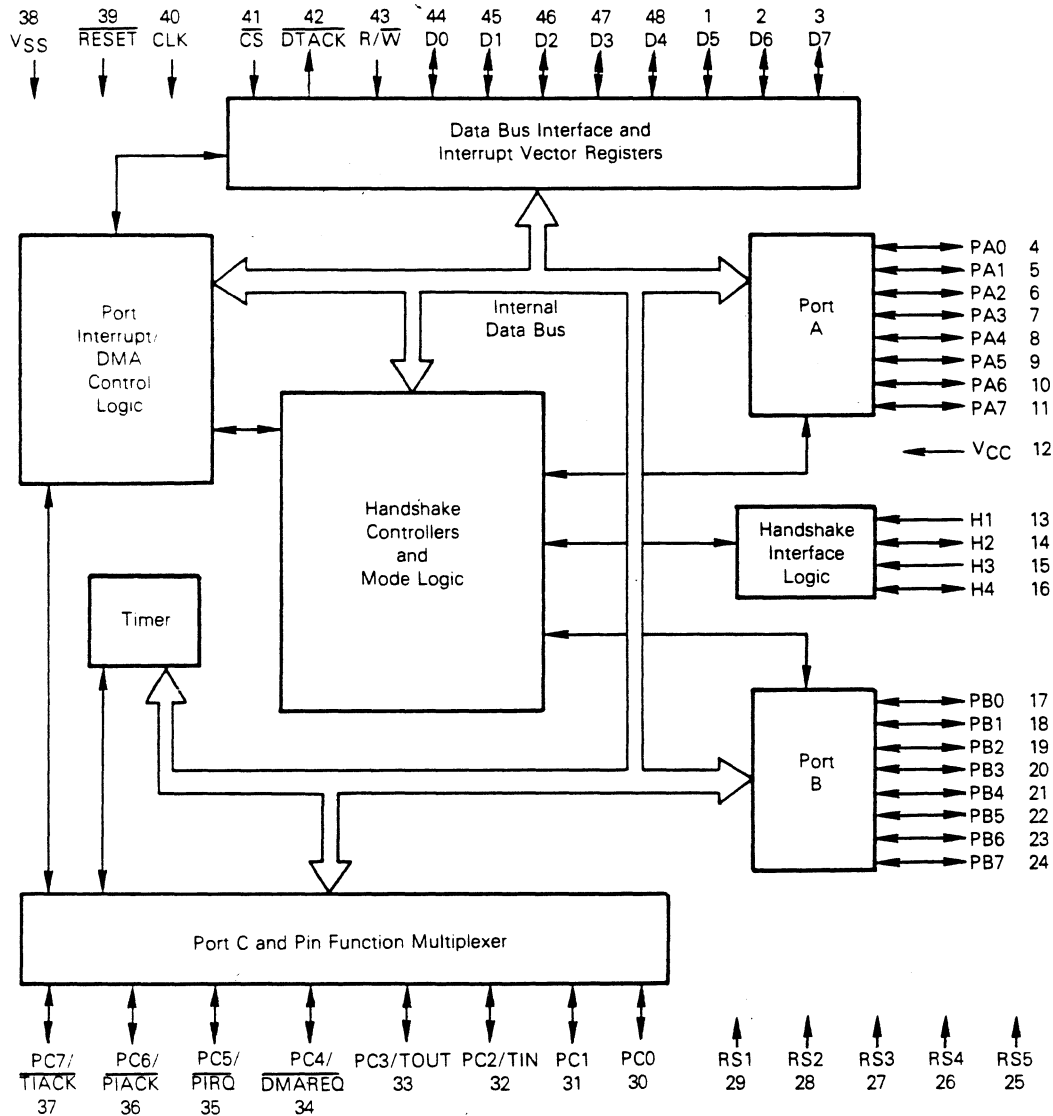 38 39 40 41 42 43 44 45 46 47 48 1 2 3
VSS RESET CLK CS DTACK R/W D0 D1 D2 D3 D4 D5 D6 D7
Data Bus Interface and
Interrupt Vector Registers
Port
Interrupt/
DMA
Control
Logic
Internal
Data Bus
Port
A
PA0 4
PA1 5
PA2 6
PA3 7
PA4 8
PA5 9
PA6 10
PA7 11
VCC 12
Handshake
Controllers
and
Mode Logic
Handshake
Interface
Logic
H1 13
H2 14
H3 15
H4 16
Timer
Port
B
PB0 17
PB1 18
PB2 19
PB3 20
PB4 21
PB5 22
PB6 23
PB7 24
Port C and Pin Function Multiplexer
PC7/ PC6/ PC5/ PC4/ PC3/TOUT PC2/TIN PC1 PC0 RS1 RS2 RS3 RS4 RS5
TIACK PIACK PIRQ DMAREQ 33 32 31 30 29 28 27 26 25
37 36 35 34